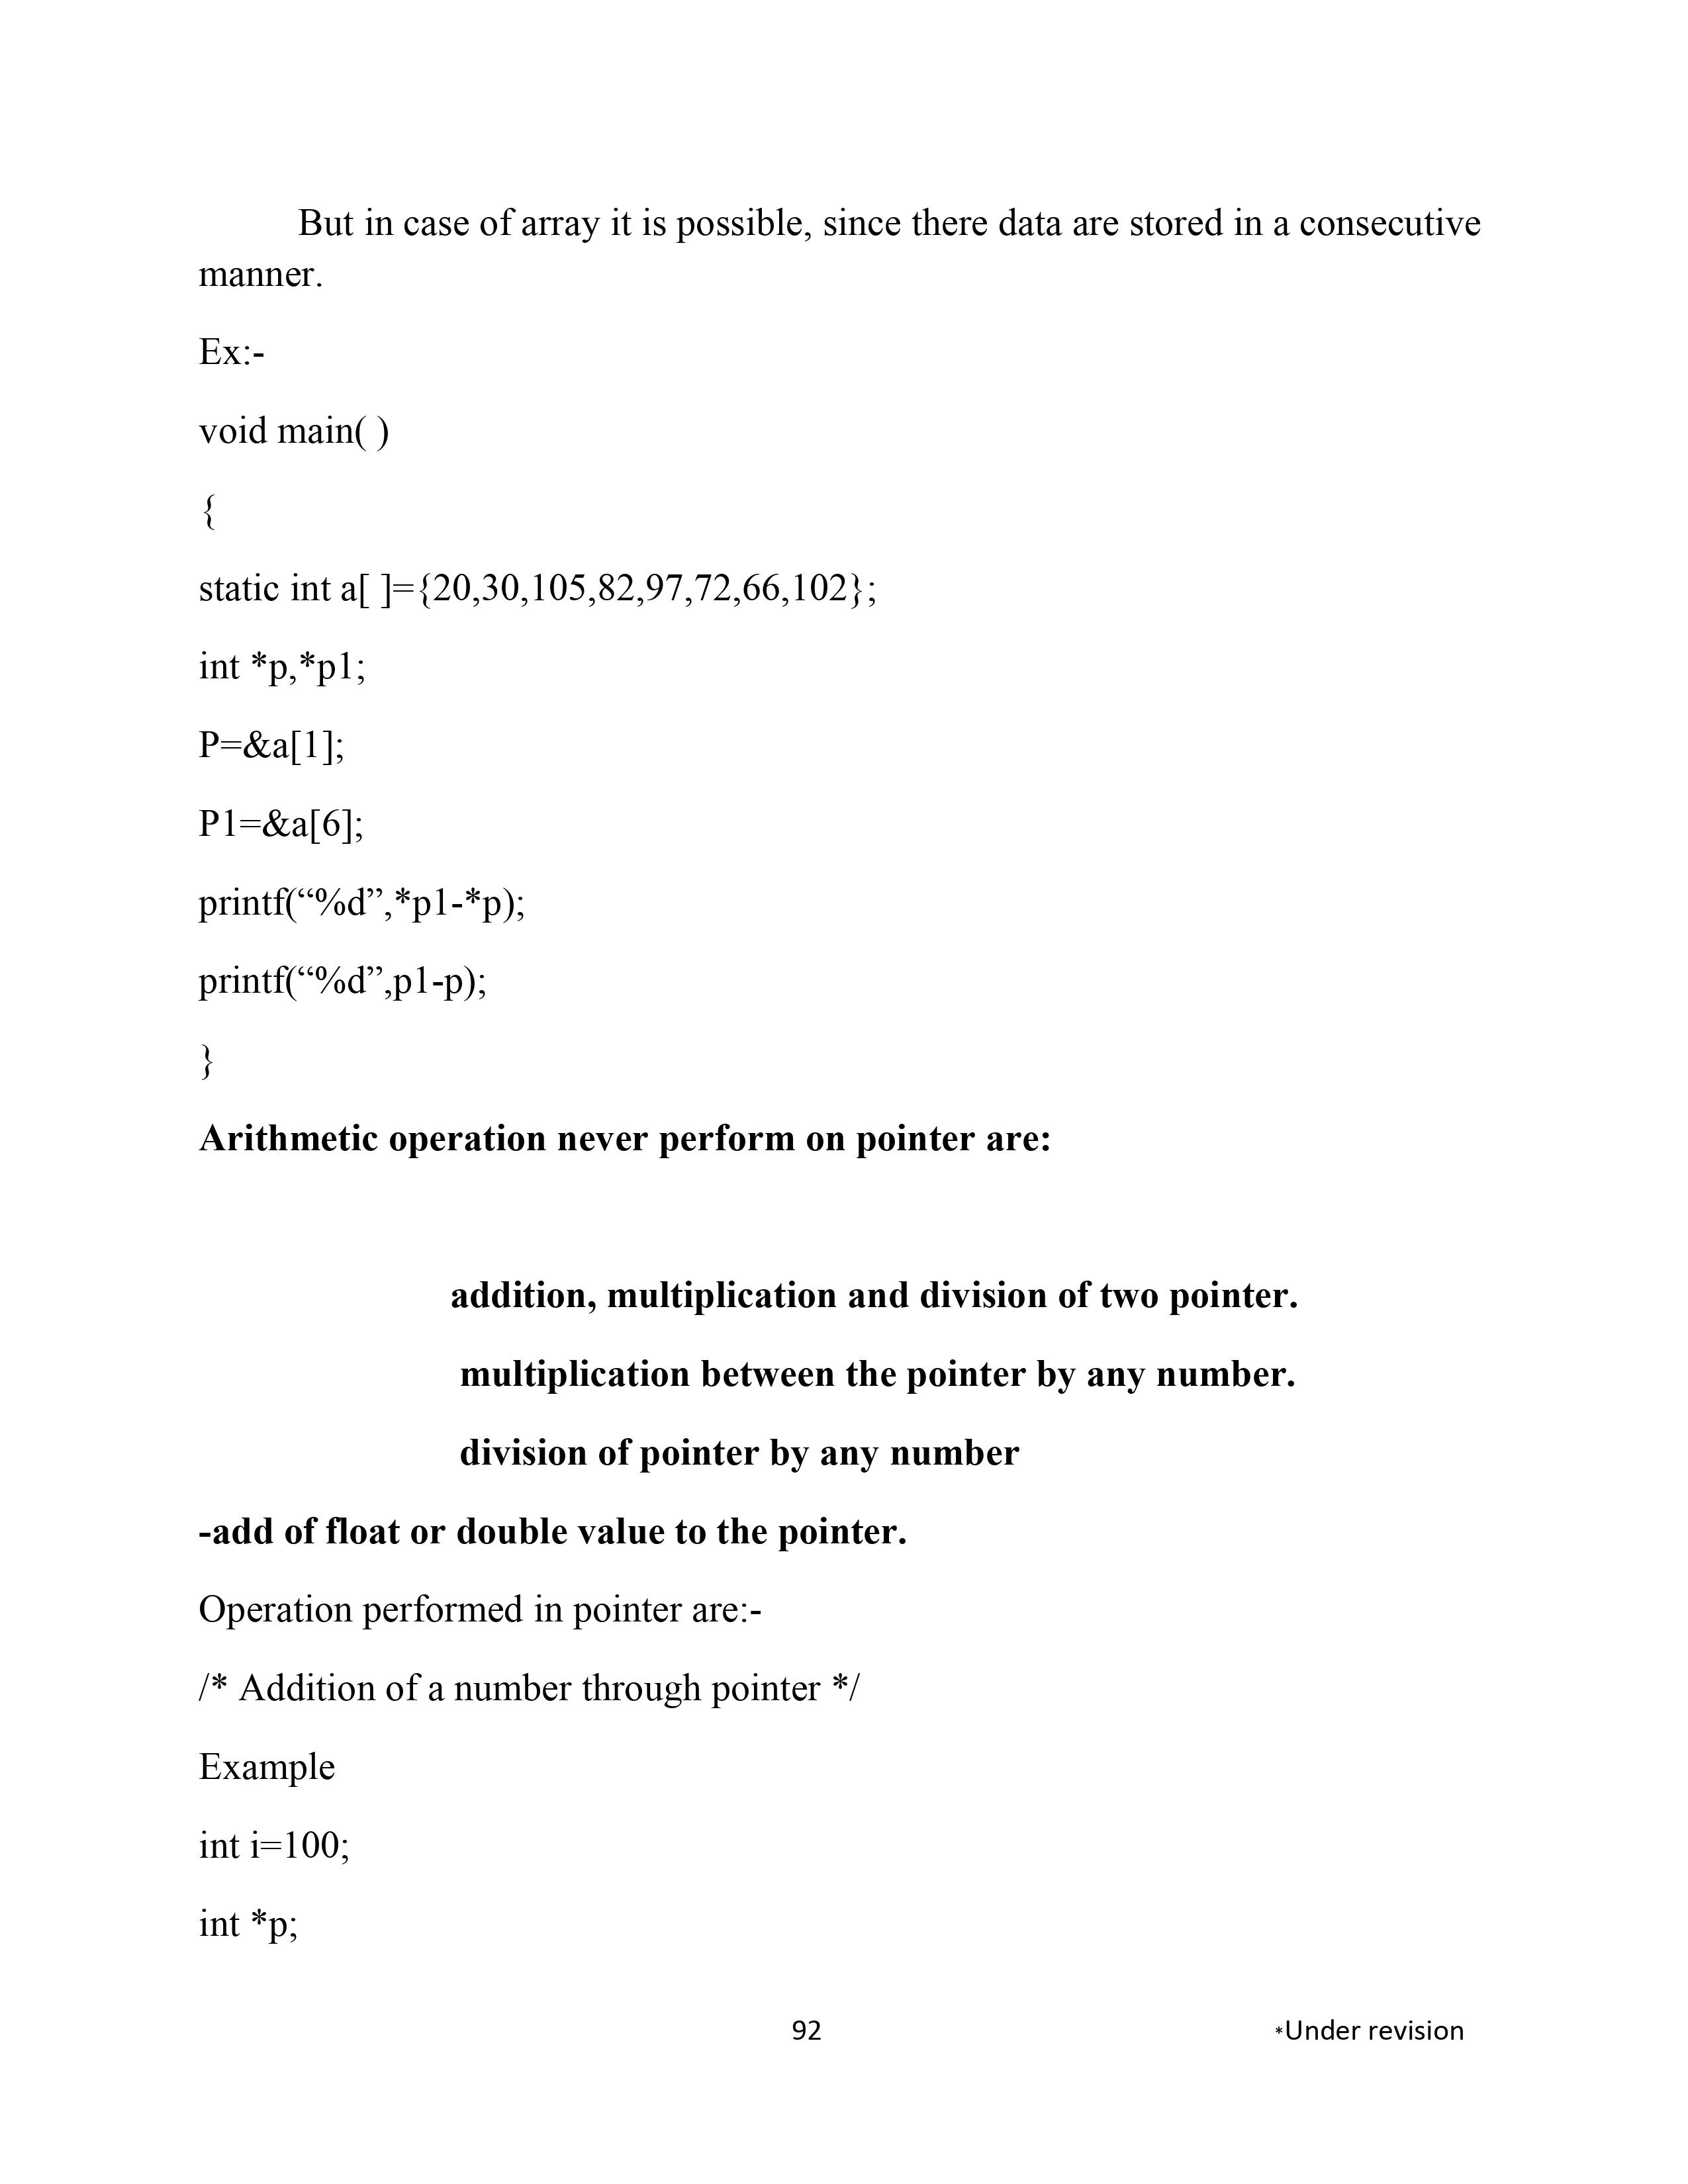 But in case of array it is possible, since there data are stored in a consecutive
manner.
Ex:-
void main( )
{
static int a[ ]={20,30,105,82,97,72,66,102};
int *p,*p1;
P=&a[1];
P1=&a[6];
printf(“%d”,*p1-*p);
printf(“%d”,p1-p);
}
Arithmetic operation never perform on pointer are:
addition, multiplication and division of two pointer.
multiplication between the pointer by any number.
division of pointer by any number
-add of float or double value to the pointer.
Operation performed in pointer are:-
/* Addition of a number through pointer */
Example
int i=100;
int *p;
92 *Under revision